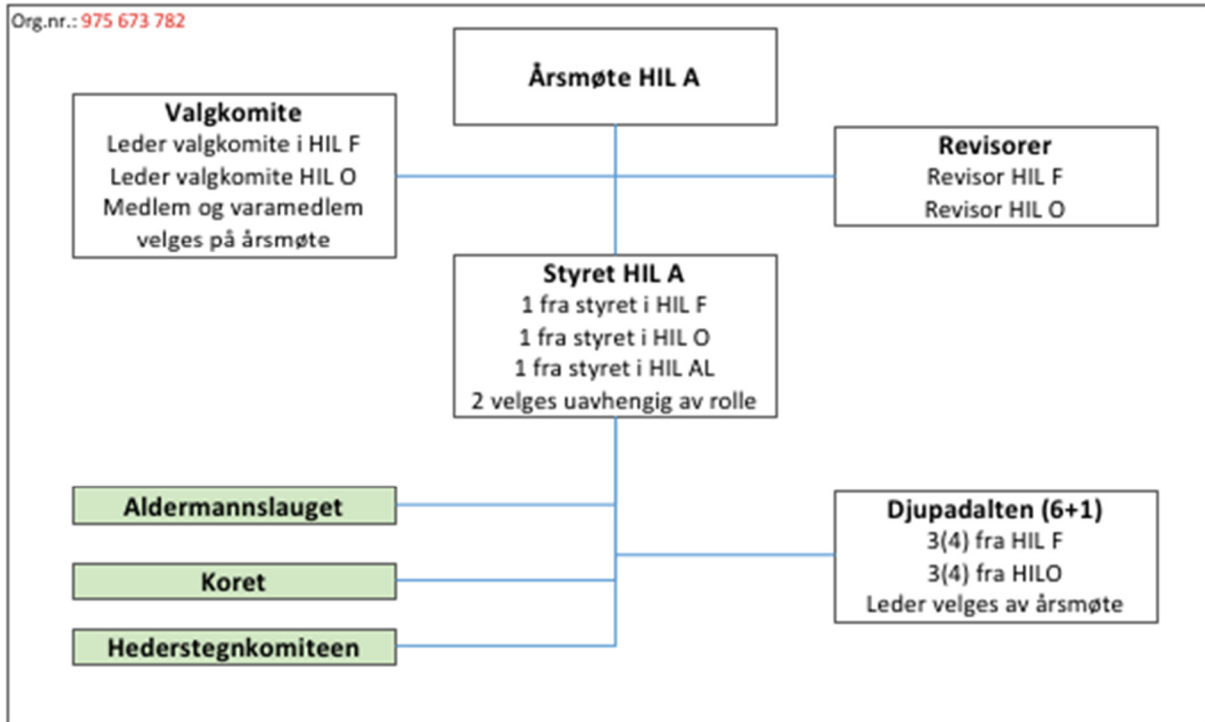 Org.nr.: 975 673 782
Årsmøte HIL A
Valgkomite
Leder valgkomite i HIL F
Leder valgkomite HIL O
Medlem og varamedlem
velges på årsmøte
Revisorer
Revisor HIL F
Revisor HIL O
Styret HIL A
1 fra styret i HIL F
1 fra styret i HIL O
1 fra styret i HIL AL
2 velges uavhengig av rolle
Aldermannslauget
Koret
Hederstegnkomiteen
Djupadalten (6+1)
3(4) fra HIL F
3(4) fra HILO
Leder velges av årsmøte